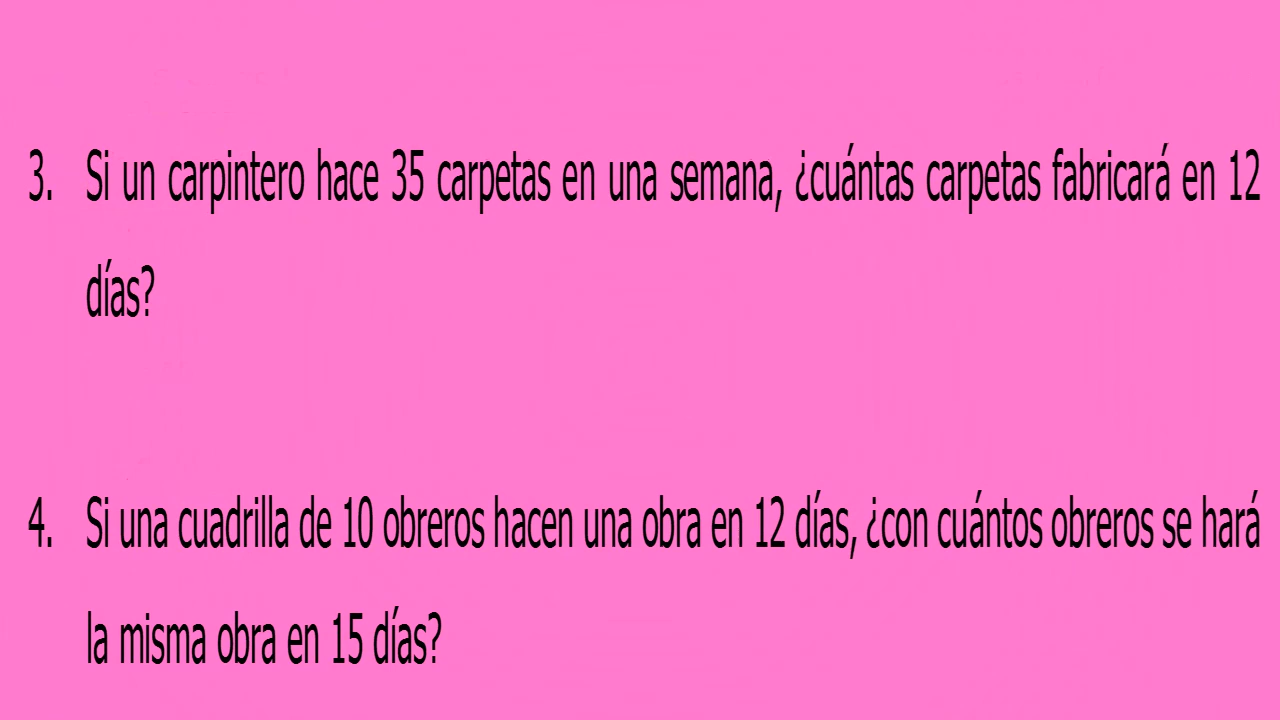 3. Si un carpintero hace 35 carpetas en una semana, ¿cuántas carpetas fabricará en 12
días?
4. Si una cuadrilla de 10 obreros hacen una obra en 12 días, ¿con cuántos obreros se hará
la misma obra en 15 días?